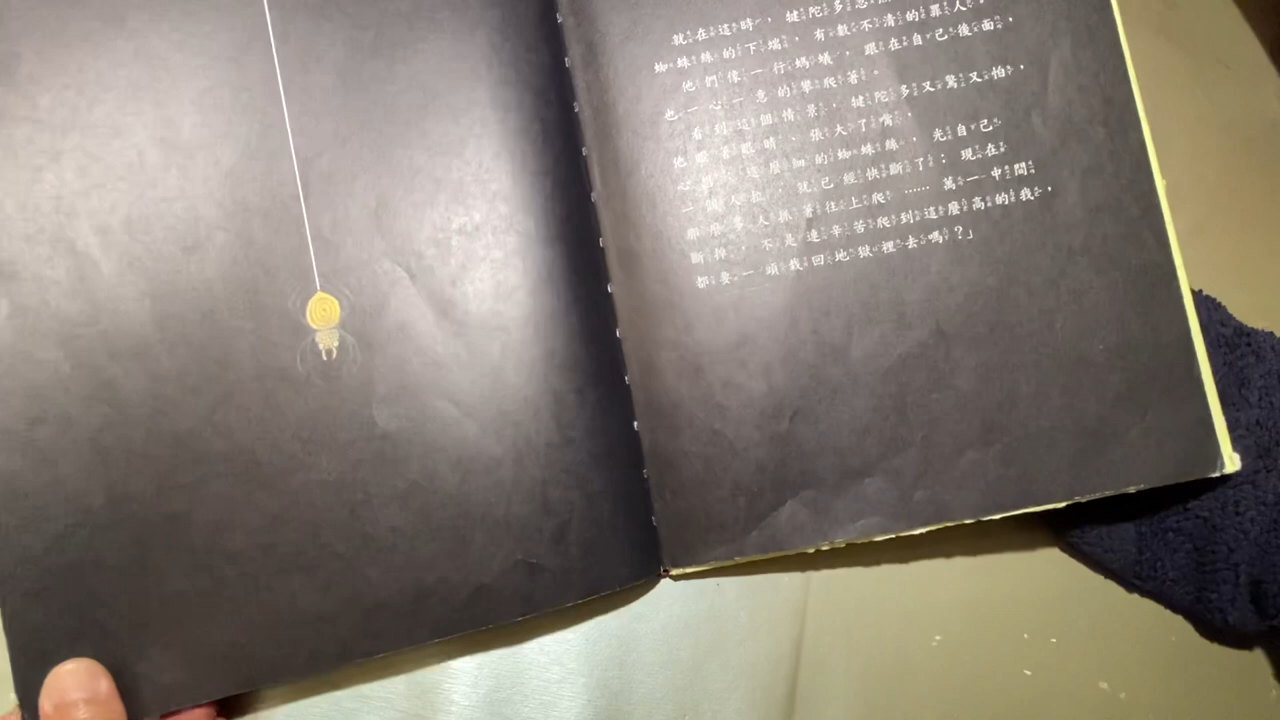 就在這時，犍陀多忽
蜘蛛絲的下端，有數不清的罪人。
他們像一行螞蟻，跟在自己後面，
也一心一意的攀爬著。
看到這個情景，犍陀多又驚又怕，
他瞪著眼睛、張大了嘴，
心想：「這麼細的蜘蛛絲，光自己
一個人拉，就已經快斷了；現在
那麼多人抓著往上爬……萬一中間
斷掉，不是連辛苦爬到這麼高的我，
都要一頭栽回地獄裡去嗎？」